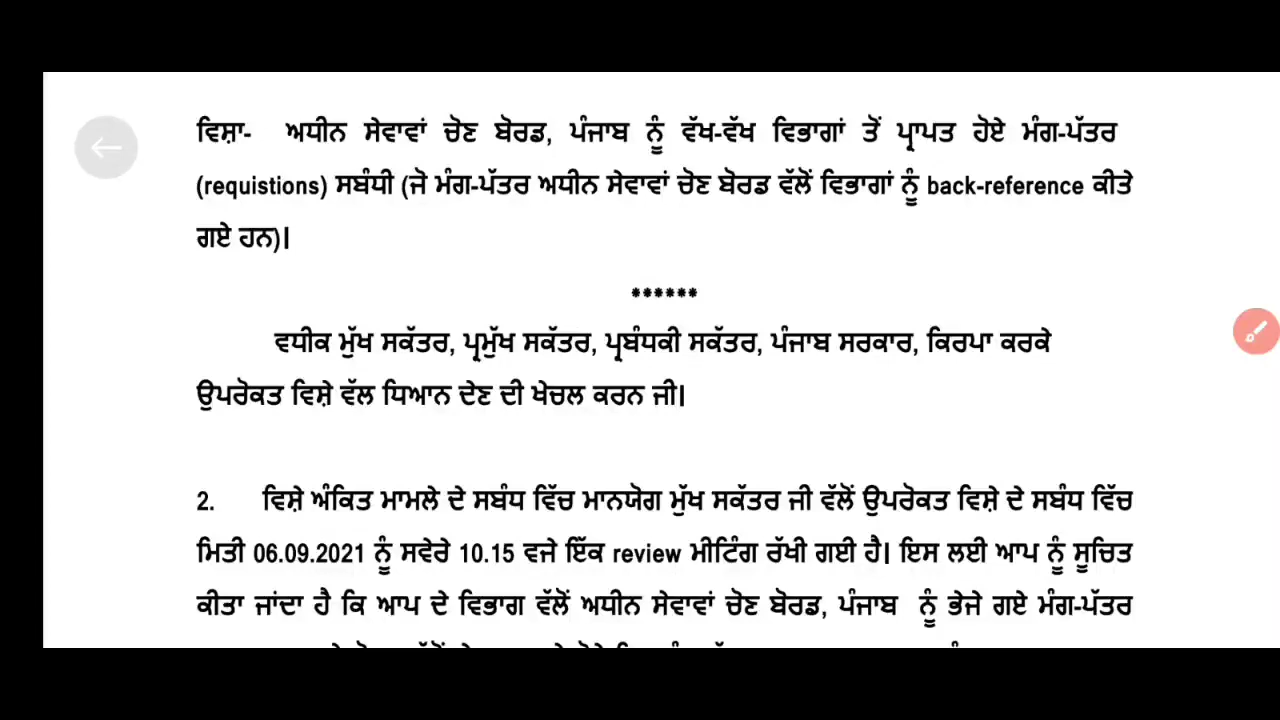 ਵਿਸ਼ਾ- ਅਧੀਨ ਸੇਵਾਵਾਂ ਚੋਣ ਬੋਰਡ, ਪੰਜਾਬ ਨੂੰ ਵੱਖ-ਵੱਖ ਵਿਭਾਗਾਂ ਤੋਂ ਪ੍ਰਾਪਤ ਹੋਏ ਮੰਗ-ਪੱਤਰ
(requistions) ਸਬੰਧੀ (ਜੋ ਮੰਗ-ਪੱਤਰ ਅਧੀਨ ਸੇਵਾਵਾਂ ਚੋਣ ਬੋਰਡ ਵੱਲੋਂ ਵਿਭਾਗਾਂ ਨੂੰ back-reference ਕੀਤੇ
ਗਏ ਹਨ)।
******
ਵਧੀਕ ਮੁੱਖ ਸਕੱਤਰ, ਪ੍ਰਮੁੱਖ ਸਕੱਤਰ, ਪ੍ਰਬੰਧਕੀ ਸਕੱਤਰ, ਪੰਜਾਬ ਸਰਕਾਰ, ਕਿਰਪਾ ਕਰਕੇ
ਉਪਰੋਕਤ ਵਿਸ਼ੇ ਵੱਲ ਧਿਆਨ ਦੇਣ ਦੀ ਖੇਚਲ ਕਰਨ ਜੀ।
2. ਵਿਸ਼ੇ ਅੰਕਿਤ ਮਾਮਲੇ ਦੇ ਸਬੰਧ ਵਿੱਚ ਮਾਨਯੋਗ ਮੁੱਖ ਸਕੱਤਰ ਜੀ ਵੱਲੋਂ ਉਪਰੋਕਤ ਵਿਸ਼ੇ ਦੇ ਸਬੰਧ ਵਿੱਚ
ਮਿਤੀ 06.09.2021 ਨੂੰ ਸਵੇਰੇ 10.15 ਵਜੇ ਇੱਕ review ਮੀਟਿੰਗ ਰੱਖੀ ਗਈ ਹੈ। ਇਸ ਲਈ ਆਪ ਨੂੰ ਸੂਚਿਤ
ਕੀਤਾ ਜਾਂਦਾ ਹੈ ਕਿ ਆਪ ਦੇ ਵਿਭਾਗ ਵੱਲੋਂ ਅਧੀਨ ਸੇਵਾਵਾਂ ਚੋਣ ਬੋਰਡ, ਪੰਜਾਬ ਨੂੰ ਭੇਜੇ ਗਏ ਮੰਗ-ਪੱਤਰ